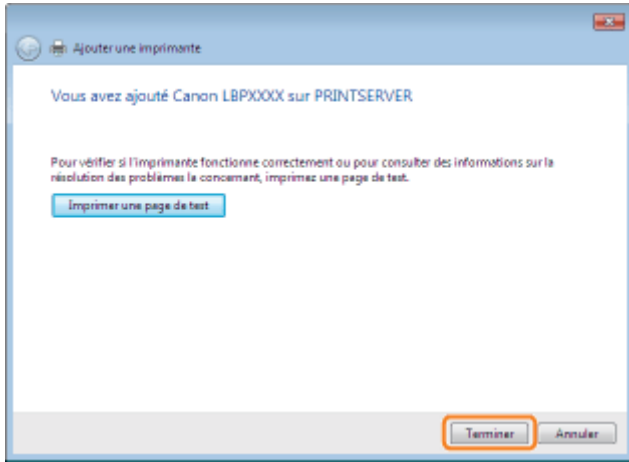 Ajouter une imprimante
Vous avez ajouté Canon LBPXXXX sur PRINTSERVER
Pour vérifier si l'imprimante fonctionne correctement ou pour consulter des informations sur la
résolution des problèmes la concernant, imprimez une page de test.
Imprimer une page de test
Terminer
Annuler